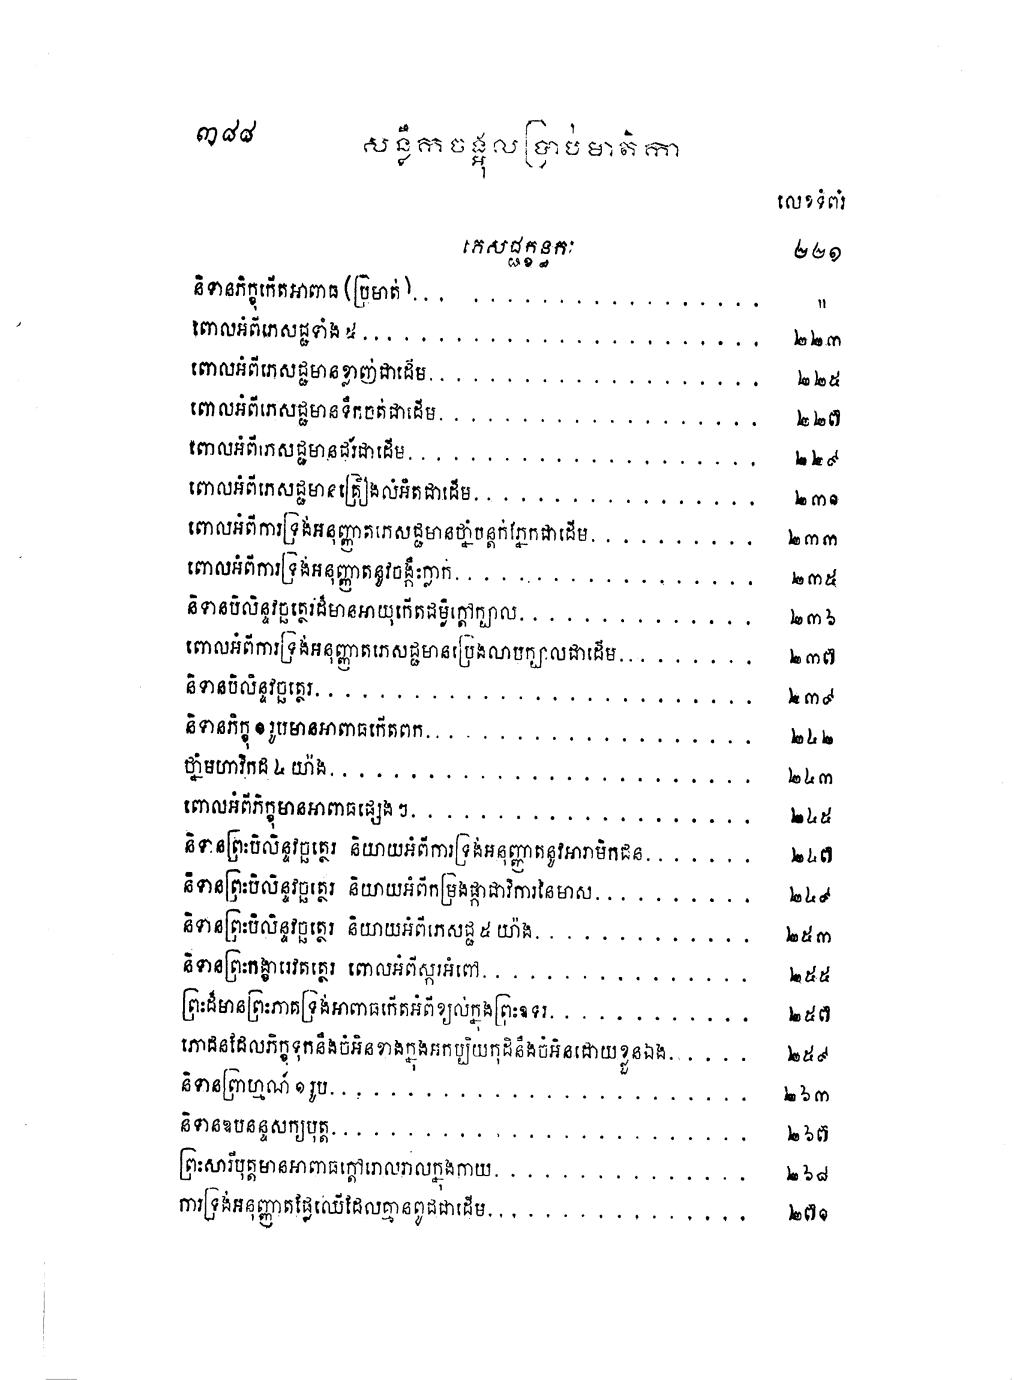 ៣៨៨
សន្លឹកចង្អុលប្រាប់មាតិកា
លេខទំព័រ
ភេសជ្ជក្ខន្ធកៈ ២២១
និទានភិក្ខុកើតអាពាធ (ប្រមាត់) . . . . . . . . . . . . . . . . . . . . "
ពោលអំពីភេសជ្ជទាំង ៥ . . . . . . . . . . . . . . . . . . . . ២២៣
ពោលអំពីភេសជ្ជមានខ្លាញ់ជាដើម. . . . . . . . . . . . . . . . . . . . ២២៥
ពោលអំពីភេសជ្ជមានទឹកចត់ជាដើម. . . . . . . . . . . . . . . . . . . . ២២៧
ពោលអំពីភេសជ្ជមានជ័រជាដើម. . . . . . . . . . . . . . . . . . . . ២២៩
ពោលអំពីភេសជ្ជមានគ្រឿងលំអិតជាដើម. . . . . . . . . . . . . . . . . . ២៣១
ពោលអំពីការទ្រង់អនុញ្ញាតភេសជ្ជមានថ្នាំបន្តក់ភ្នែកជាដើម. . . . . . . . . . ២៣៣
ពោលអំពីការទ្រង់អនុញ្ញាតនូវចង្កឹះក្លាក់. . . . . . . . . . . . . . . . . . ២៣៥
និទានបិលិន្ទវច្ឆត្ថេរដ៏មានអាយុកើតជម្ងឺក្តៅក្បាល. . . . . . . . . . . . . . ២៣៦
ពោលអំពីការទ្រង់អនុញ្ញាតភេសជ្ជមានប្រេងលាបក្បាលជាដើម. . . . . . . . . ២៣៧
និទានបិលិន្ទវច្ឆត្ថេរ. . . . . . . . . . . . . . . . . . . . . . . . ២៣៩
និទានភិក្ខុ ១ រូបមានអាពាធកើតពក. . . . . . . . . . . . . . . . . . . . ២៤២
ថ្នាំមហាវិកដ ៤ យ៉ាង. . . . . . . . . . . . . . . . . . . . . . . . ២៤៣
ពោលអំពីភិក្ខុមានអាពាធផ្សេង ៗ. . . . . . . . . . . . . . . . . . . . ២៤៥
និទានព្រះបិលិន្ទវច្ឆត្ថេរ និយាយអំពីការទ្រង់អនុញ្ញាតនូវអារាមិកជន. . . . . . . ២៤៧
និទានព្រះបិលិន្ទវច្ឆត្ថេរ និយាយអំពីកម្រងផ្កាជាវិការនៃមាស. . . . . . . . . . ២៤៩
និទានព្រះបិលិន្ទវច្ឆត្ថេរ និយាយអំពីភេសជ្ជ ៥ យ៉ាង. . . . . . . . . . . . . ២៥៣
និទានព្រះកង្ខារេវតត្ថេរ ពោលអំពីស្ករអំពៅ. . . . . . . . . . . . . . . . ២៥៥
ព្រះដ៏មានព្រះភាគទ្រង់អាពាធកើតអំពីខ្យល់ក្នុងព្រះឧទរ. . . . . . . . . . . . ២៥៧
ភោជនដែលភិក្ខុទុកនឹងចំអិនខាងក្នុងអកប្បិយកុដិនឹងចំអិនដោយខ្លួនឯង. . . . . . ២៥៩
និទានព្រាហ្មណ៍ ១ រូប. . . . . . . . . . . . . . . . . . . . . . . . ២៦៣
និទានឧបនន្ទសក្យបុត្ត. . . . . . . . . . . . . . . . . . . . . . . . ២៦៥
ព្រះសារីបុត្តមានអាពាធក្តៅរោលរាលក្នុងកាយ. . . . . . . . . . . . . . . . ២៦៨
ការទ្រង់អនុញ្ញាតផ្លែឈើដែលគ្មានពូជជាដើម. . . . . . . . . . . . . . . . ២៧១